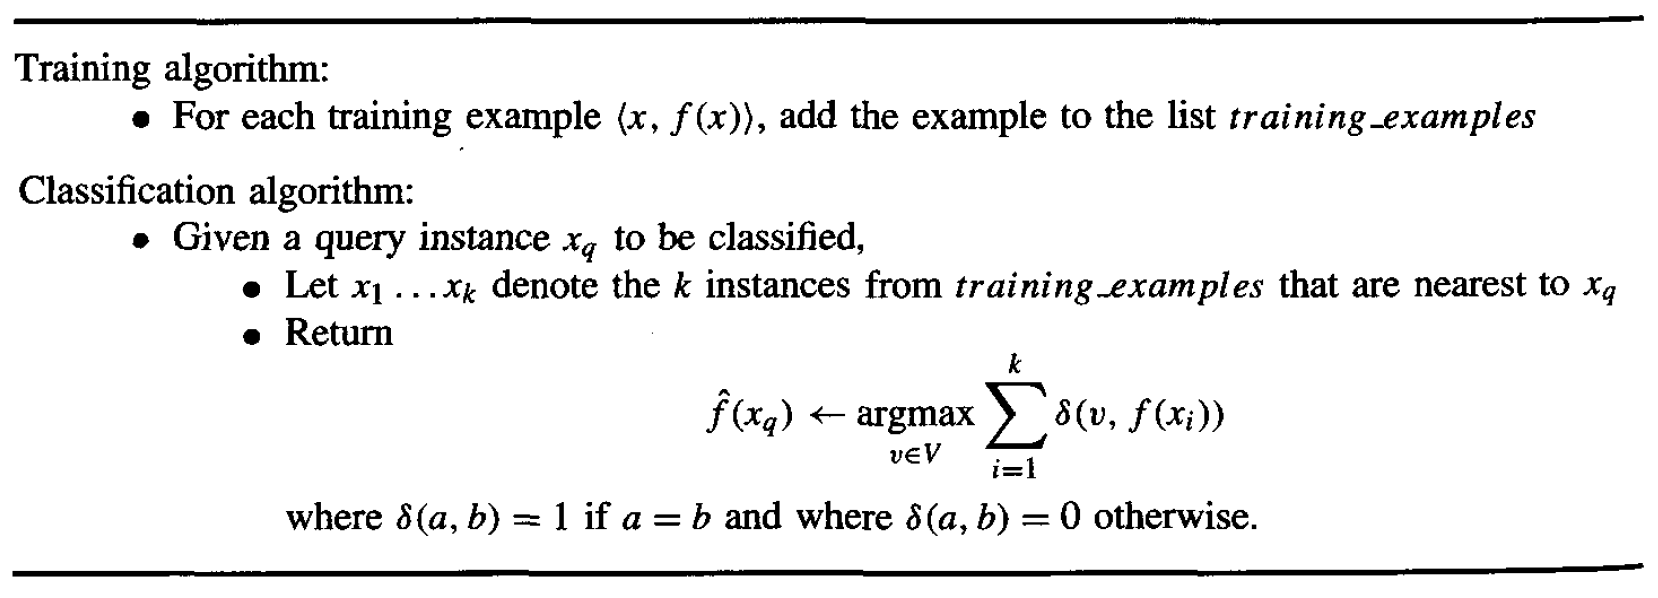 Training algorithm:
• For each training example ⟨x, f(x)⟩, add the example to the list training_examples
Classification algorithm:
• Given a query instance x_q to be classified,
• Let x_1 ... x_k denote the k instances from training_examples that are nearest to x_q
• Return
f̂(x_q) ← argmax_{v∈V} ∑_{i=1}^{k} δ(v, f(x_i))
where δ(a, b) = 1 if a = b and where δ(a, b) = 0 otherwise.